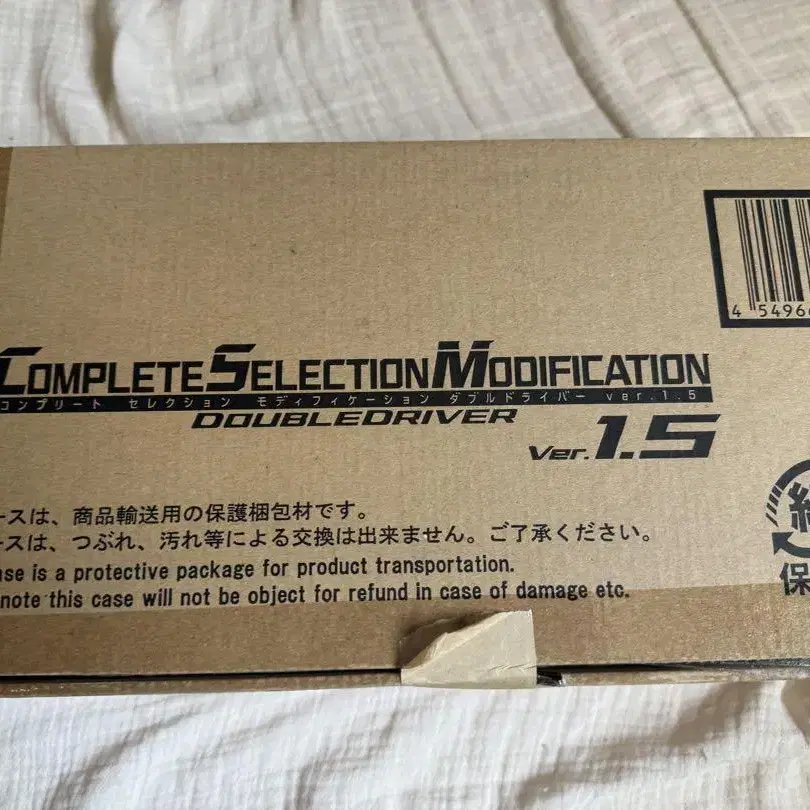 COMPLETE SELECTION MODIFICATION
コンプリート セレクション モディフィケーション ダブルドライバー ver.1.5
DOUBLEDRIVER
Ver. 1.5
4 5496
ースは、商品輸送用の保護梱包材です。
ースは、つぶれ、汚れ等による交換は出来ません。ご了承ください。
ase is a protective package for product transportation.
note this case will not be object for refund in case of damage etc.
保